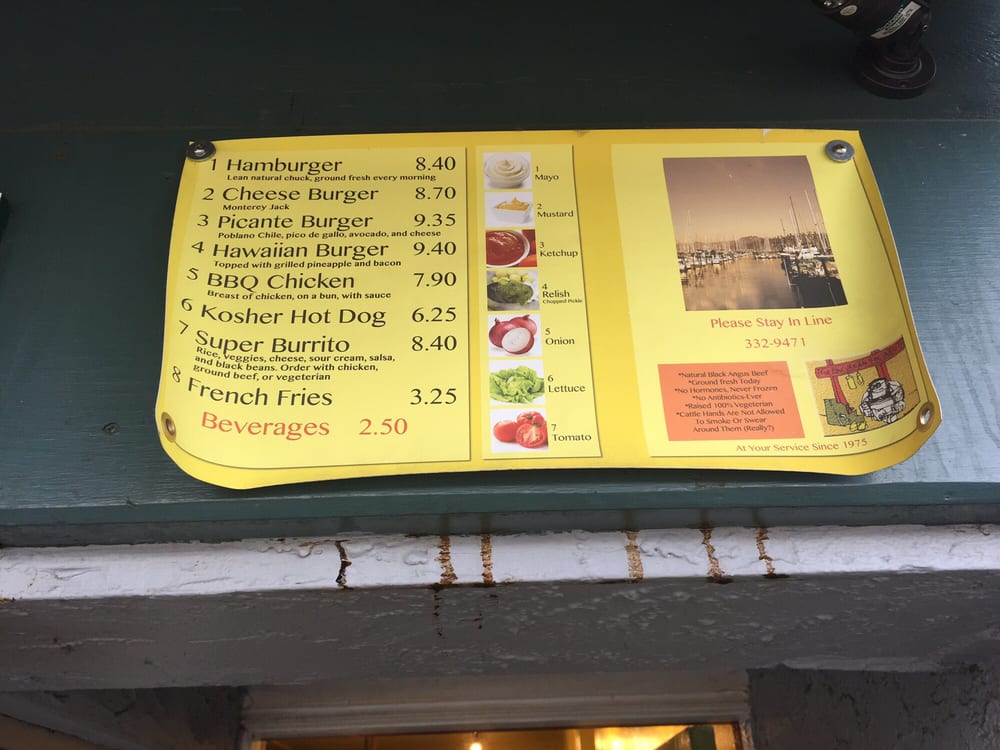 1 Hamburger 8.40
Lean natural chuck, ground fresh every morning
2 Cheese Burger 8.70
Monterey Jack
3 Picante Burger 9.35
Poblano Chile, pico de gallo, avocado, and cheese
4 Hawaiian Burger 9.40
Topped with grilled pineapple and bacon
5 BBQ Chicken 7.90
Breast of chicken, on a bun, with sauce
6 Kosher Hot Dog 6.25
7 Super Burrito 8.40
Rice, veggies, cheese, sour cream, salsa,
and black beans. Order with chicken,
ground beef, or vegeterian
8 French Fries 3.25
Beverages 2.50
1
Mayo
2
Mustard
3
Ketchup
4
Relish
Chopped Pickle
5
Onion
6
Lettuce
7
Tomato
Please Stay In Line
332-9471
*Natural Black Angus Beef
*Ground fresh Today
*No Hormones, Never Frozen
*No Antibiotics-Ever
*Raised 100% Vegeterian
*Cattle Hands Are Not Allowed
To Smoke Or Swear
Around Them (Really?)
At Your Service Since 1975